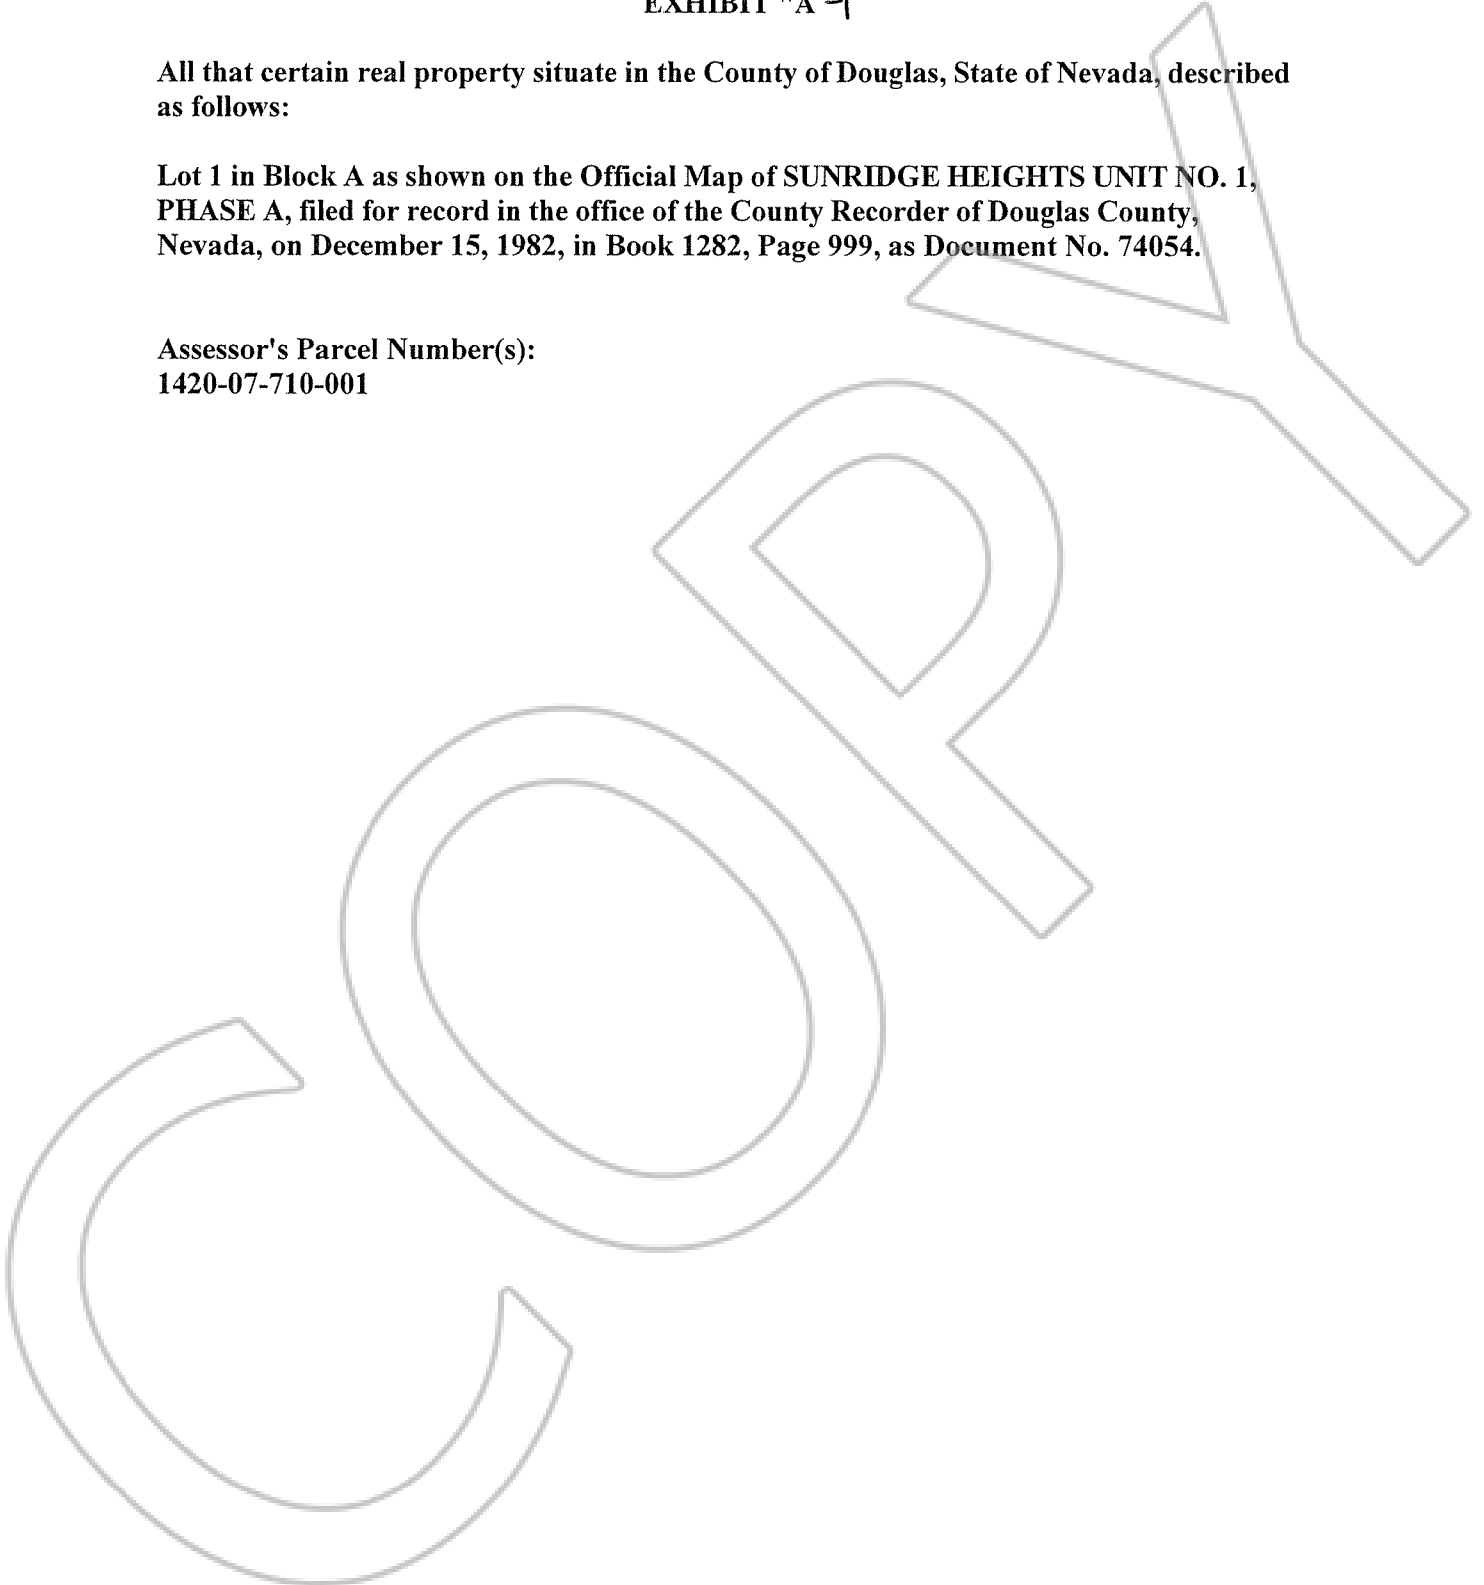 EXHIBIT "A
All that certain real property situate in the County of Douglas, State of Nevada, described
as follows:
Lot 1 in Block A as shown on the Official Map of SUNRIDGE HEIGHTS UNIT NO. 1,
PHASE A, filed for record in the office of the County Recorder of Douglas County,
Nevada, on December 15, 1982, in Book 1282, Page 999, as Document No. 74054.
Assessor's Parcel Number(s):
1420-07-710-001
COPY